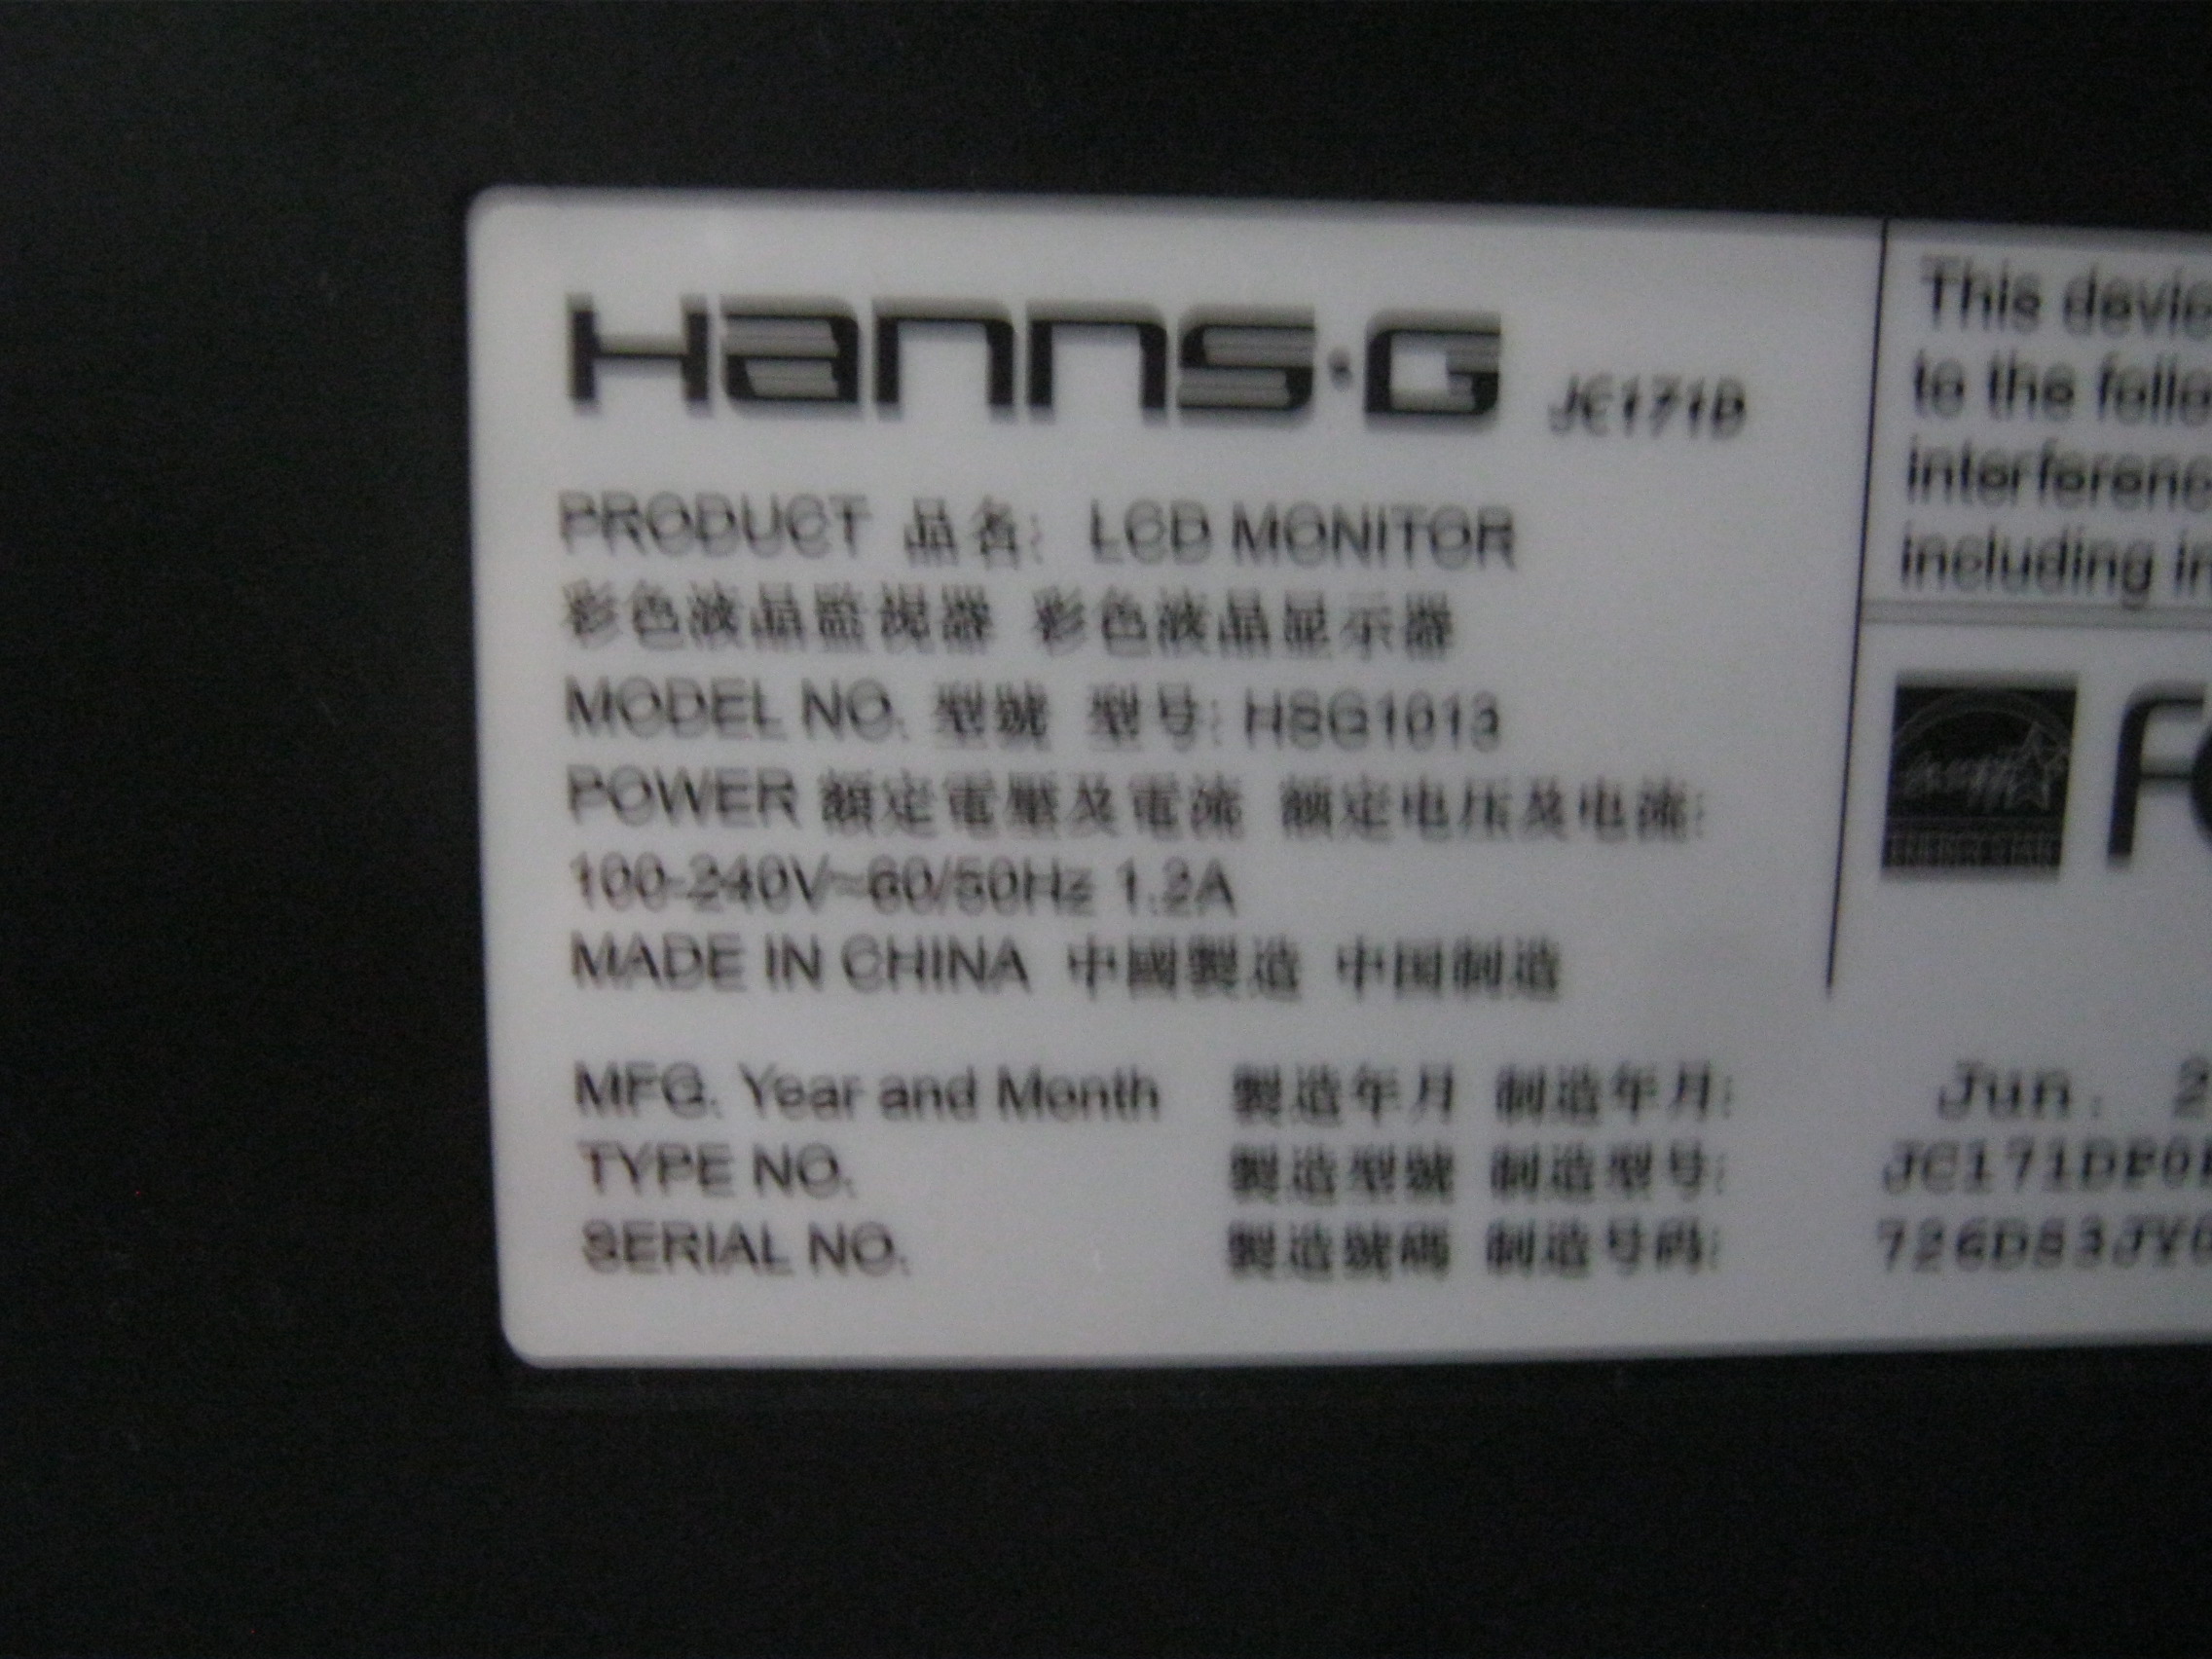 Hanns·G JC171D
PRODUCT 品名: LCD MONITOR
彩色液晶監視器 彩色液晶显示器
MODEL NO. 型號 型号: HSG1013
POWER 額定電壓及電流 额定电压及电流:
100-240V~60/50Hz 1.2A
MADE IN CHINA 中國製造 中国制造
This device
to the follo
interferenc
including in
MFG. Year and Month 製造年月 制造年月: Jun. 2
TYPE NO. 製造型號 制造型号:
SERIAL NO. 製造號碼 制造号码: